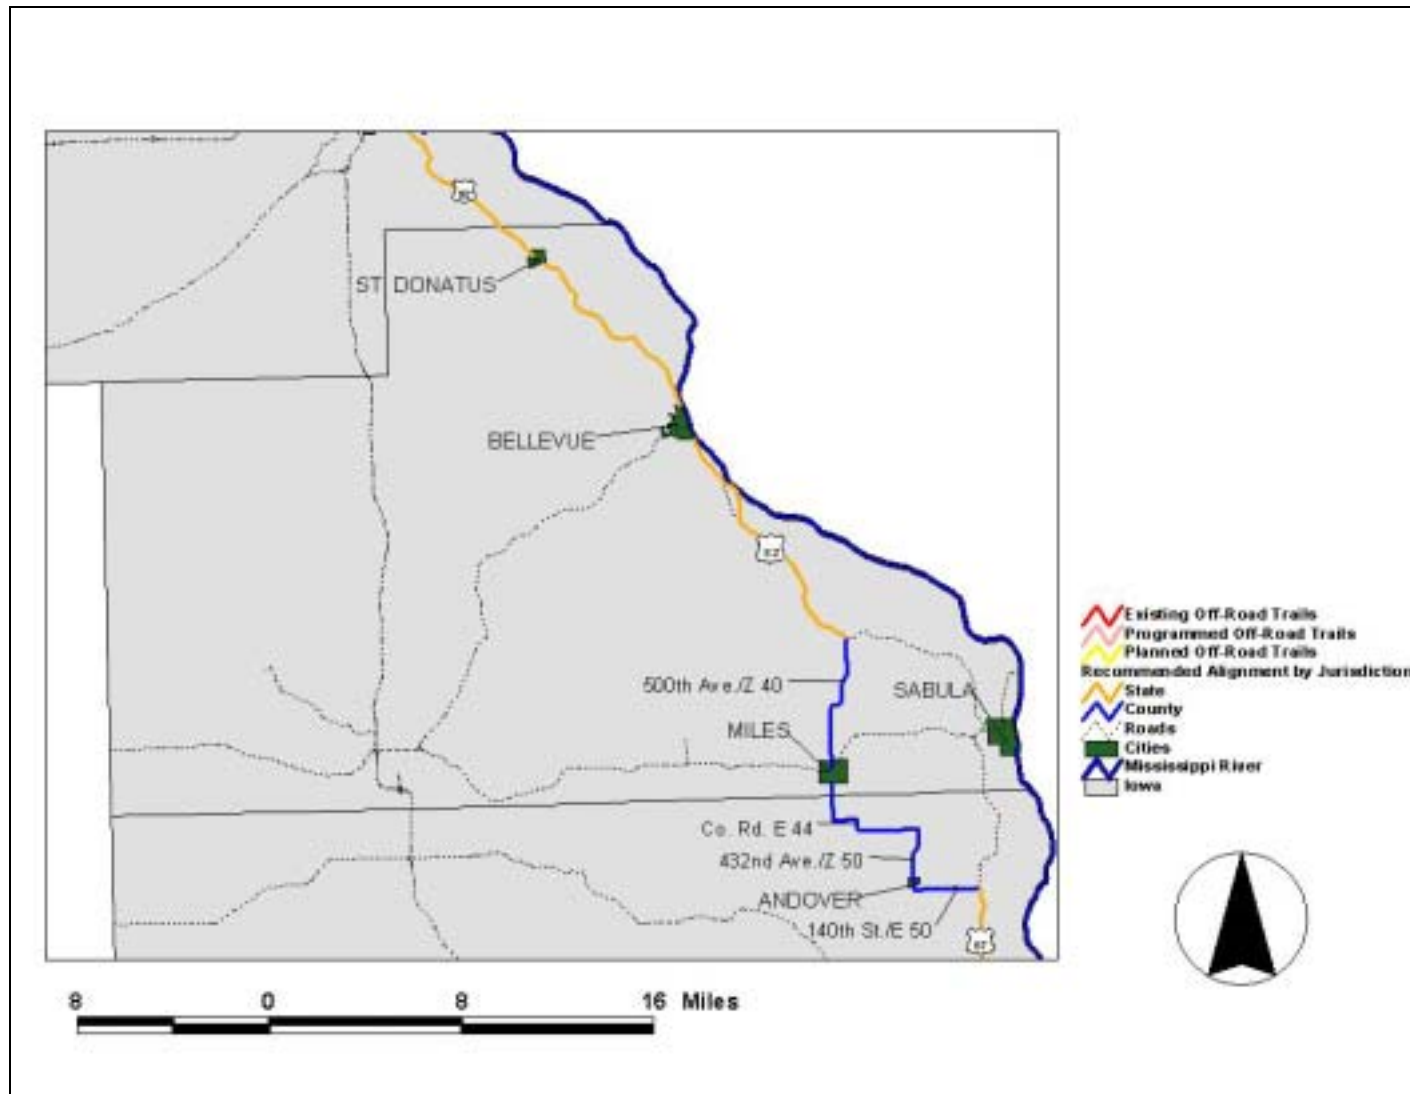 ST DONATUS
BELLEVUE
52
500th Ave./Z 40
SABULA
MILES
Co. Rd. E 44
432nd Ave./Z 50
ANDOVER
140th St./E 50
67
Existing Off-Road Trails
Programmed Off-Road Trails
Planned Off-Road Trails
Recommended Alignment by Jurisdiction
State
County
Roads
Cities
Mississippi River
Iowa
8 0 8 16 Miles